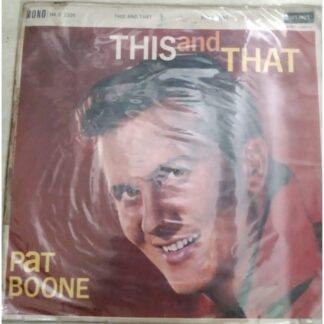 MONO
THIS AND THAT
THIS and
THAT
Pat
BOONE